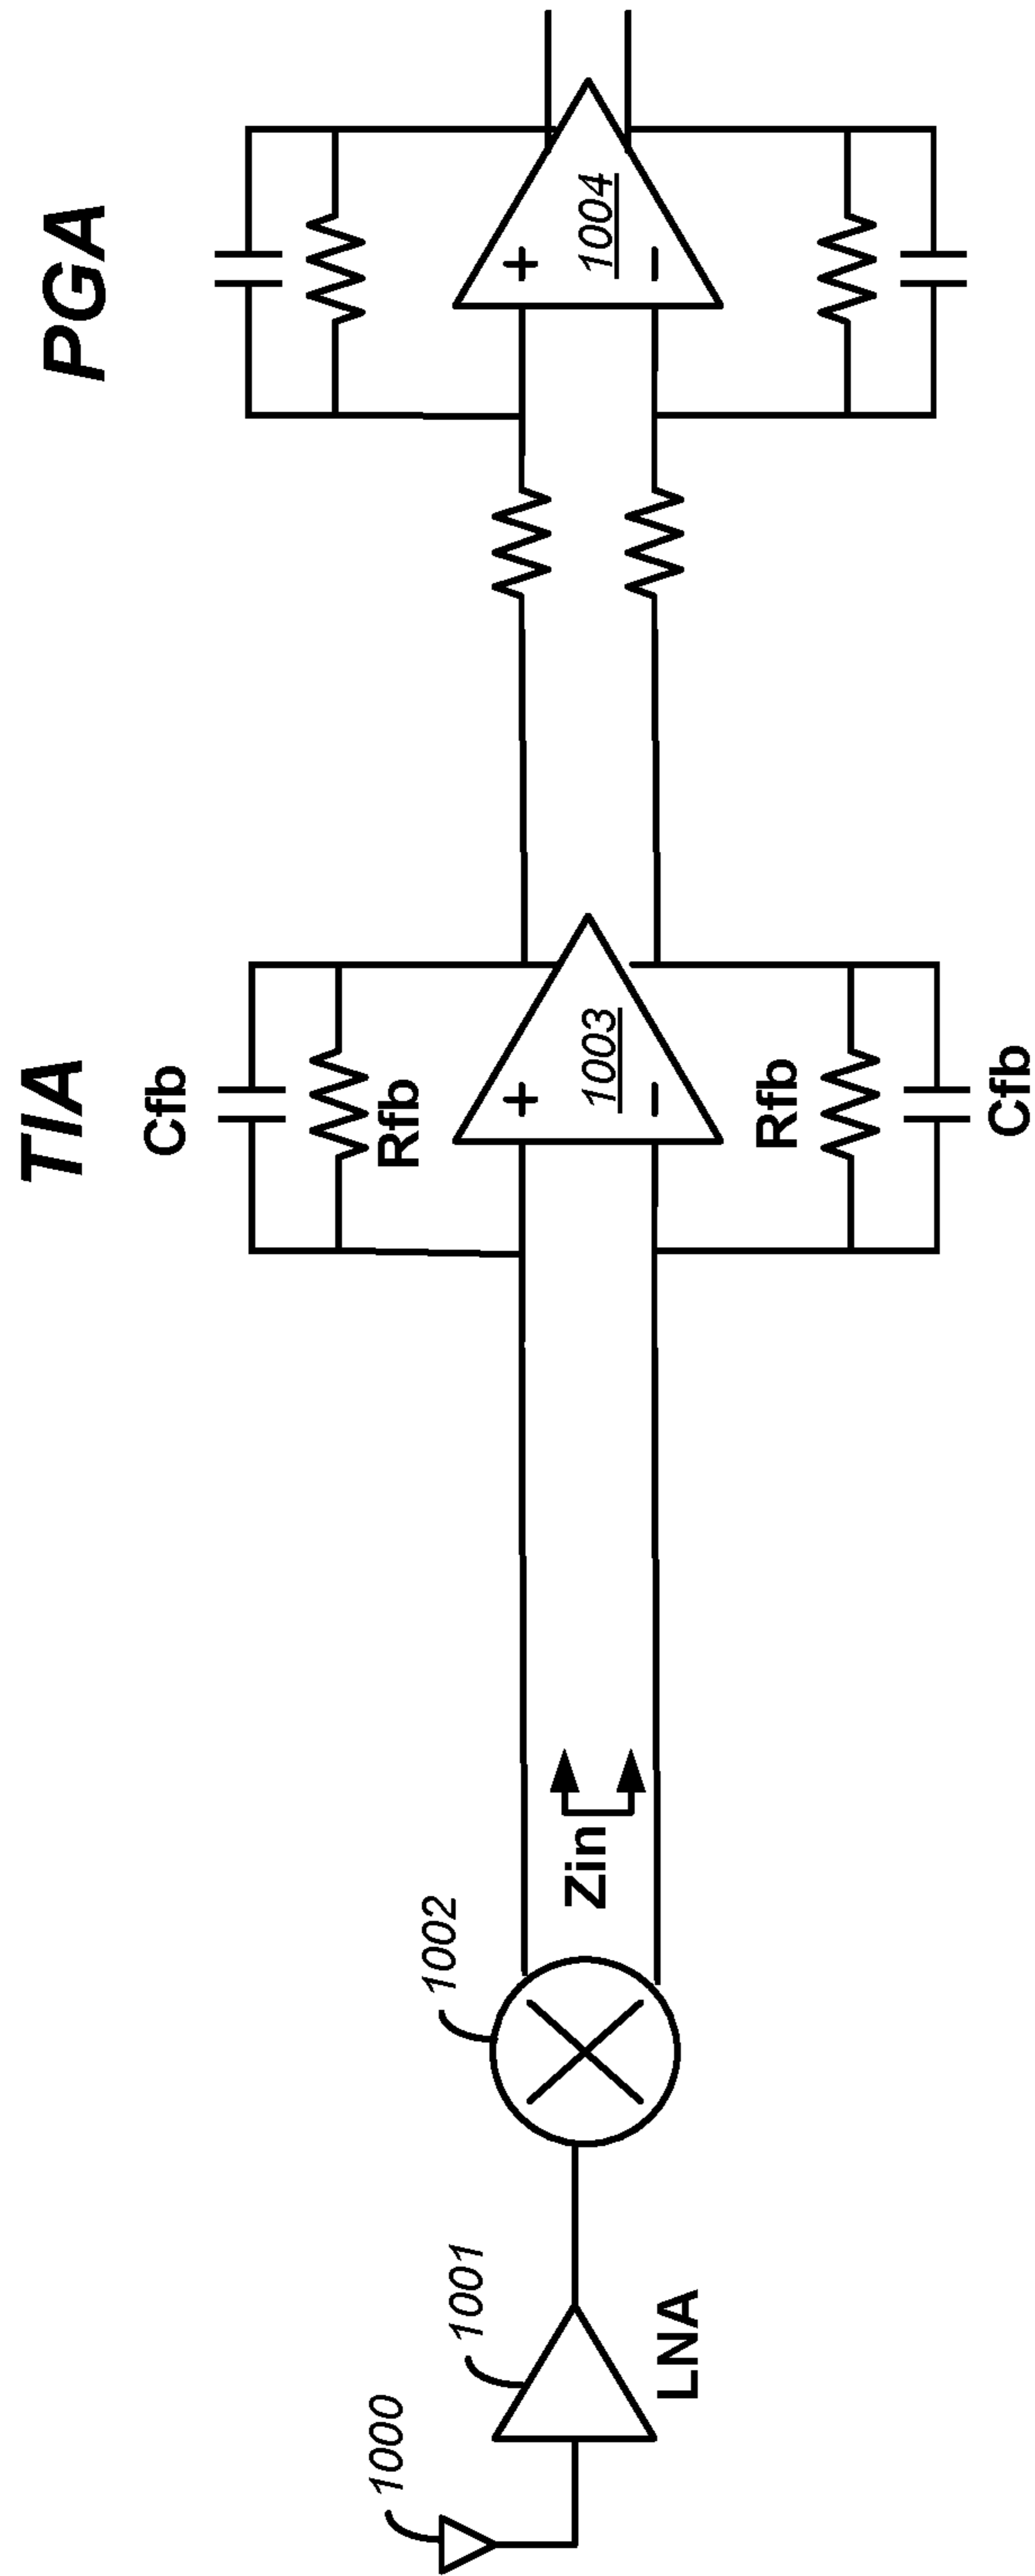 TIA
PGA
Cfb
Rfb
+
1003
−
Rfb
Cfb
+
1004
−
Zin
1002
1001
1000
LNA